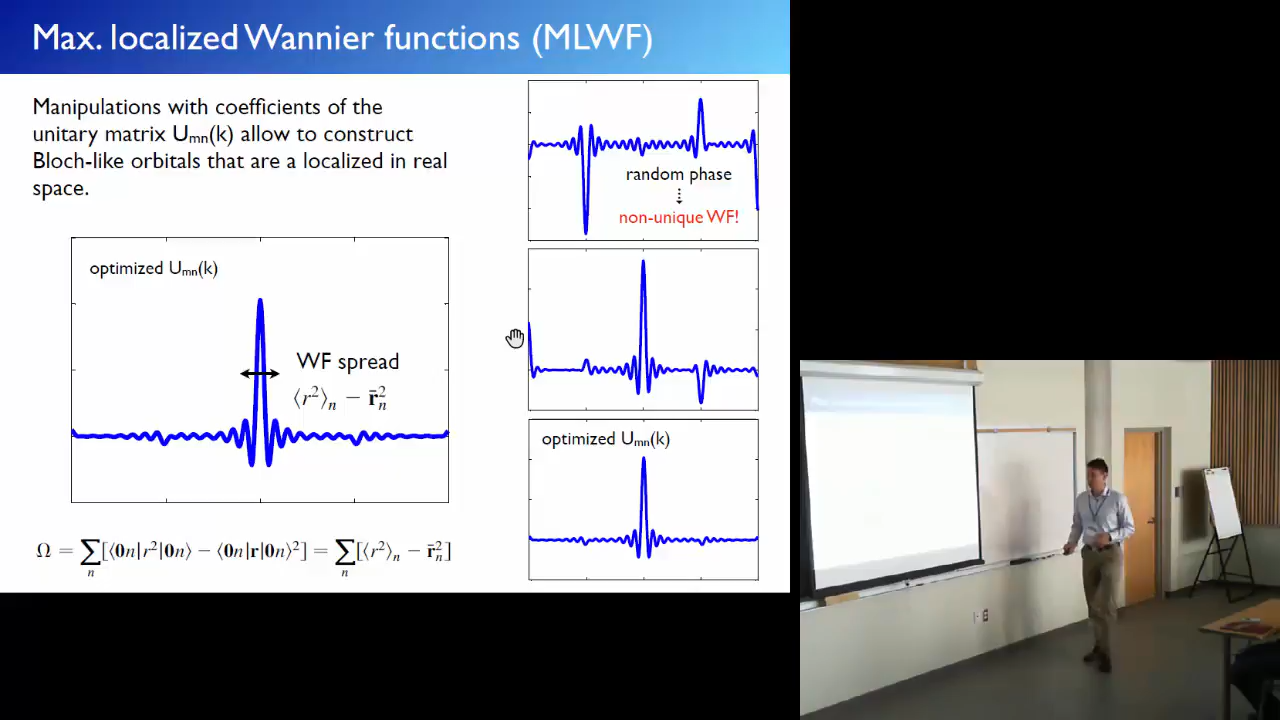 Max. localized Wannier functions (MLWF)
Manipulations with coefficients of the
unitary matrix Uₘₙ(k) allow to construct
Bloch-like orbitals that are a localized in real
space.
optimized Uₘₙ(k)
WF spread
⟨r²⟩ₙ − r̄ₙ²
Ω = ∑ₙ[⟨0n|r²|0n⟩ − ⟨0n|r|0n⟩²] = ∑ₙ[⟨r²⟩ₙ − r̄ₙ²]
random phase
non-unique WF!
optimized Uₘₙ(k)